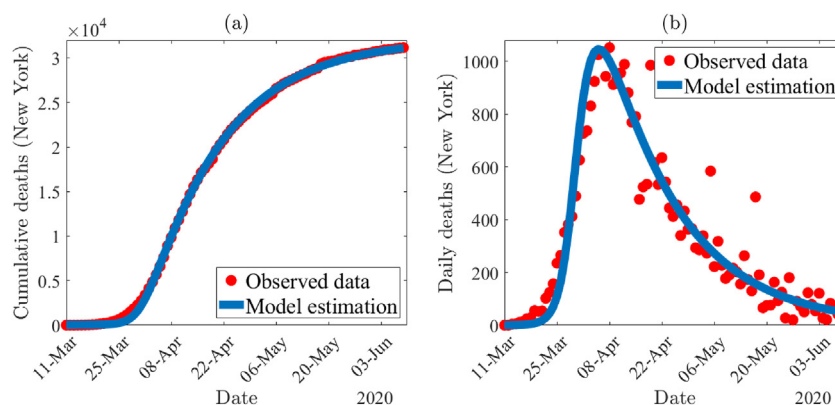 (a)
×10⁴
3
2.5
2
1.5
1
0.5
0
Cumulative deaths (New York)
Observed data
Model estimation
11-Mar
25-Mar
08-Apr
22-Apr
06-May
20-May
03-Jun
Date
2020
(b)
1000
800
600
400
200
0
Daily deaths (New York)
Observed data
Model estimation
11-Mar
25-Mar
08-Apr
22-Apr
06-May
20-May
03-Jun
Date
2020